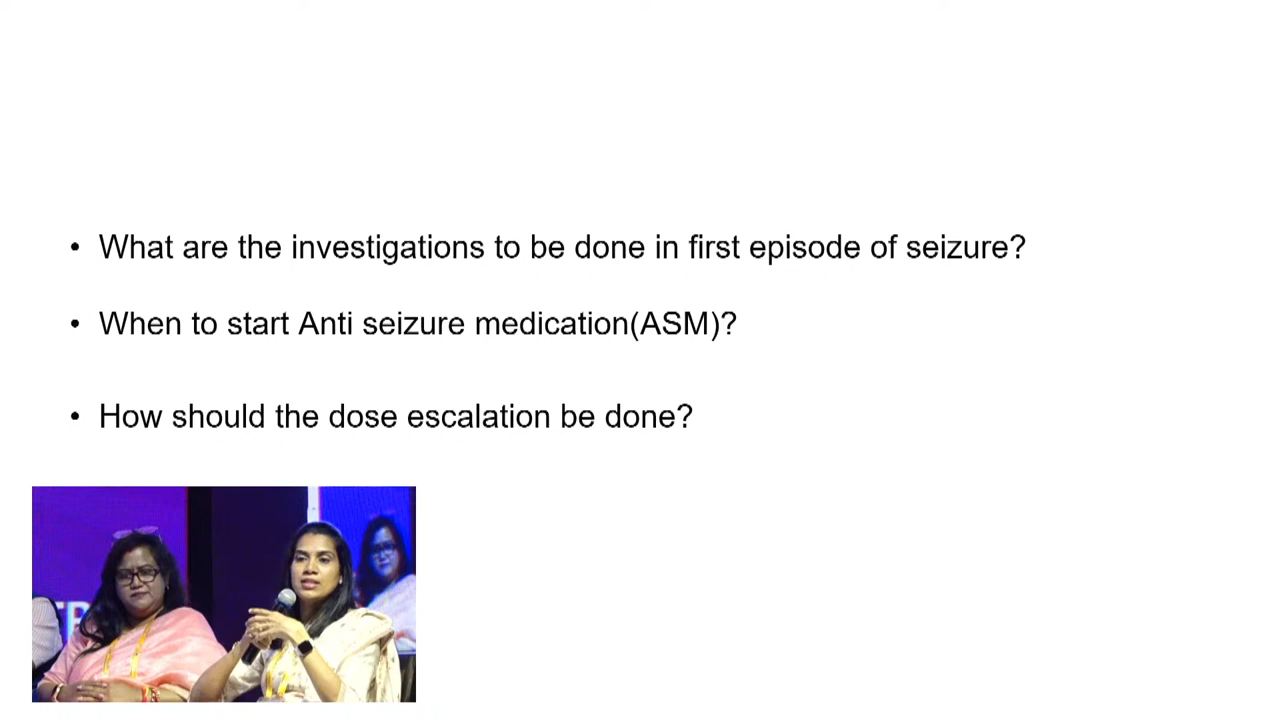 • What are the investigations to be done in first episode of seizure?
• When to start Anti seizure medication(ASM)?
• How should the dose escalation be done?